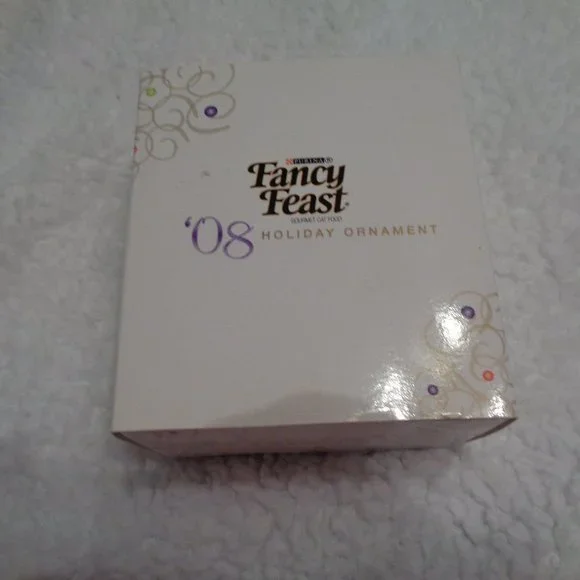 PURINA
Fancy
Feast
GOURMET CAT FOOD
'08 HOLIDAY ORNAMENT